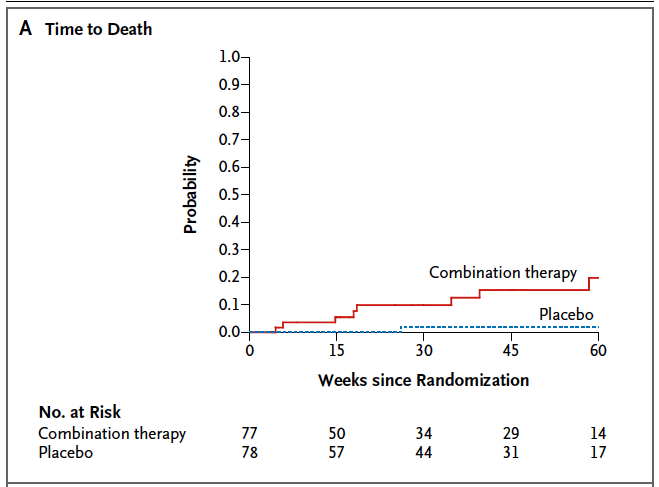 A Time to Death
Probability
1.0
0.9
0.8
0.7
0.6
0.5
0.4
0.3
0.2
0.1
0.0
Combination therapy
Placebo
0 15 30 45 60
Weeks since Randomization
No. at Risk
Combination therapy 77 50 34 29 14
Placebo 78 57 44 31 17